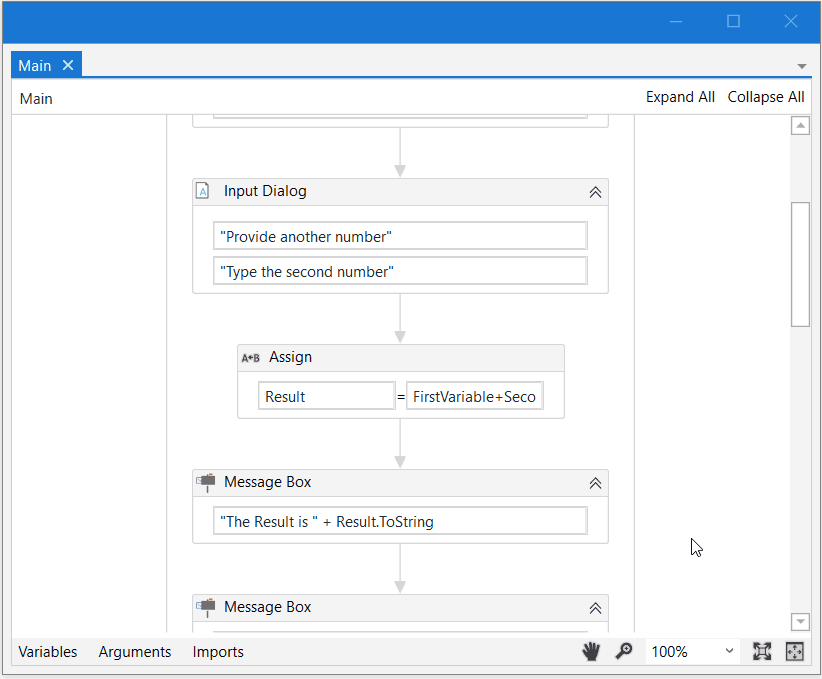 Main
Main
Expand All Collapse All
Input Dialog
"Provide another number"
"Type the second number"
A B Assign
Result = FirstVariable+Seco
Message Box
"The Result is " + Result.ToString
Message Box
Variables Arguments Imports 100%